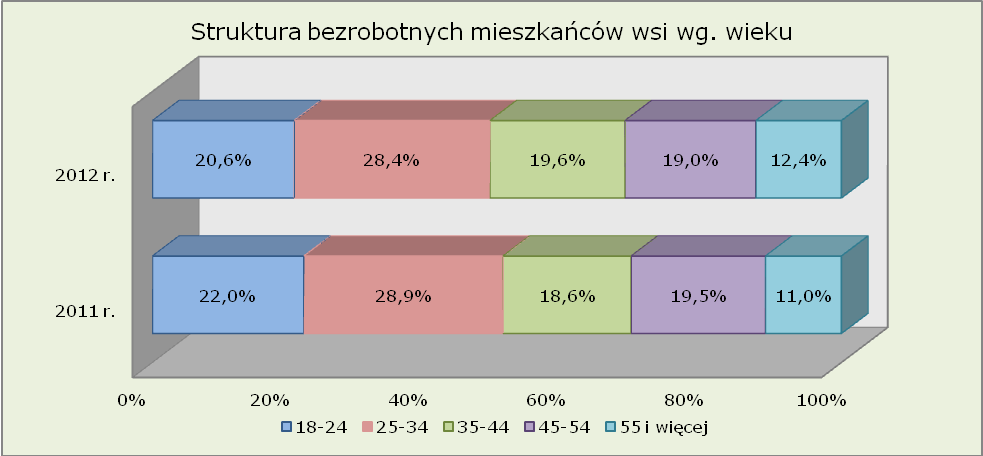 Struktura bezrobotnych mieszkańców wsi wg. wieku
2012 r.
20,6%
28,4%
19,6%
19,0%
12,4%
2011 r.
22,0%
28,9%
18,6%
19,5%
11,0%
0% 20% 40% 60% 80% 100%
18-24 25-34 35-44 45-54 55 i więcej